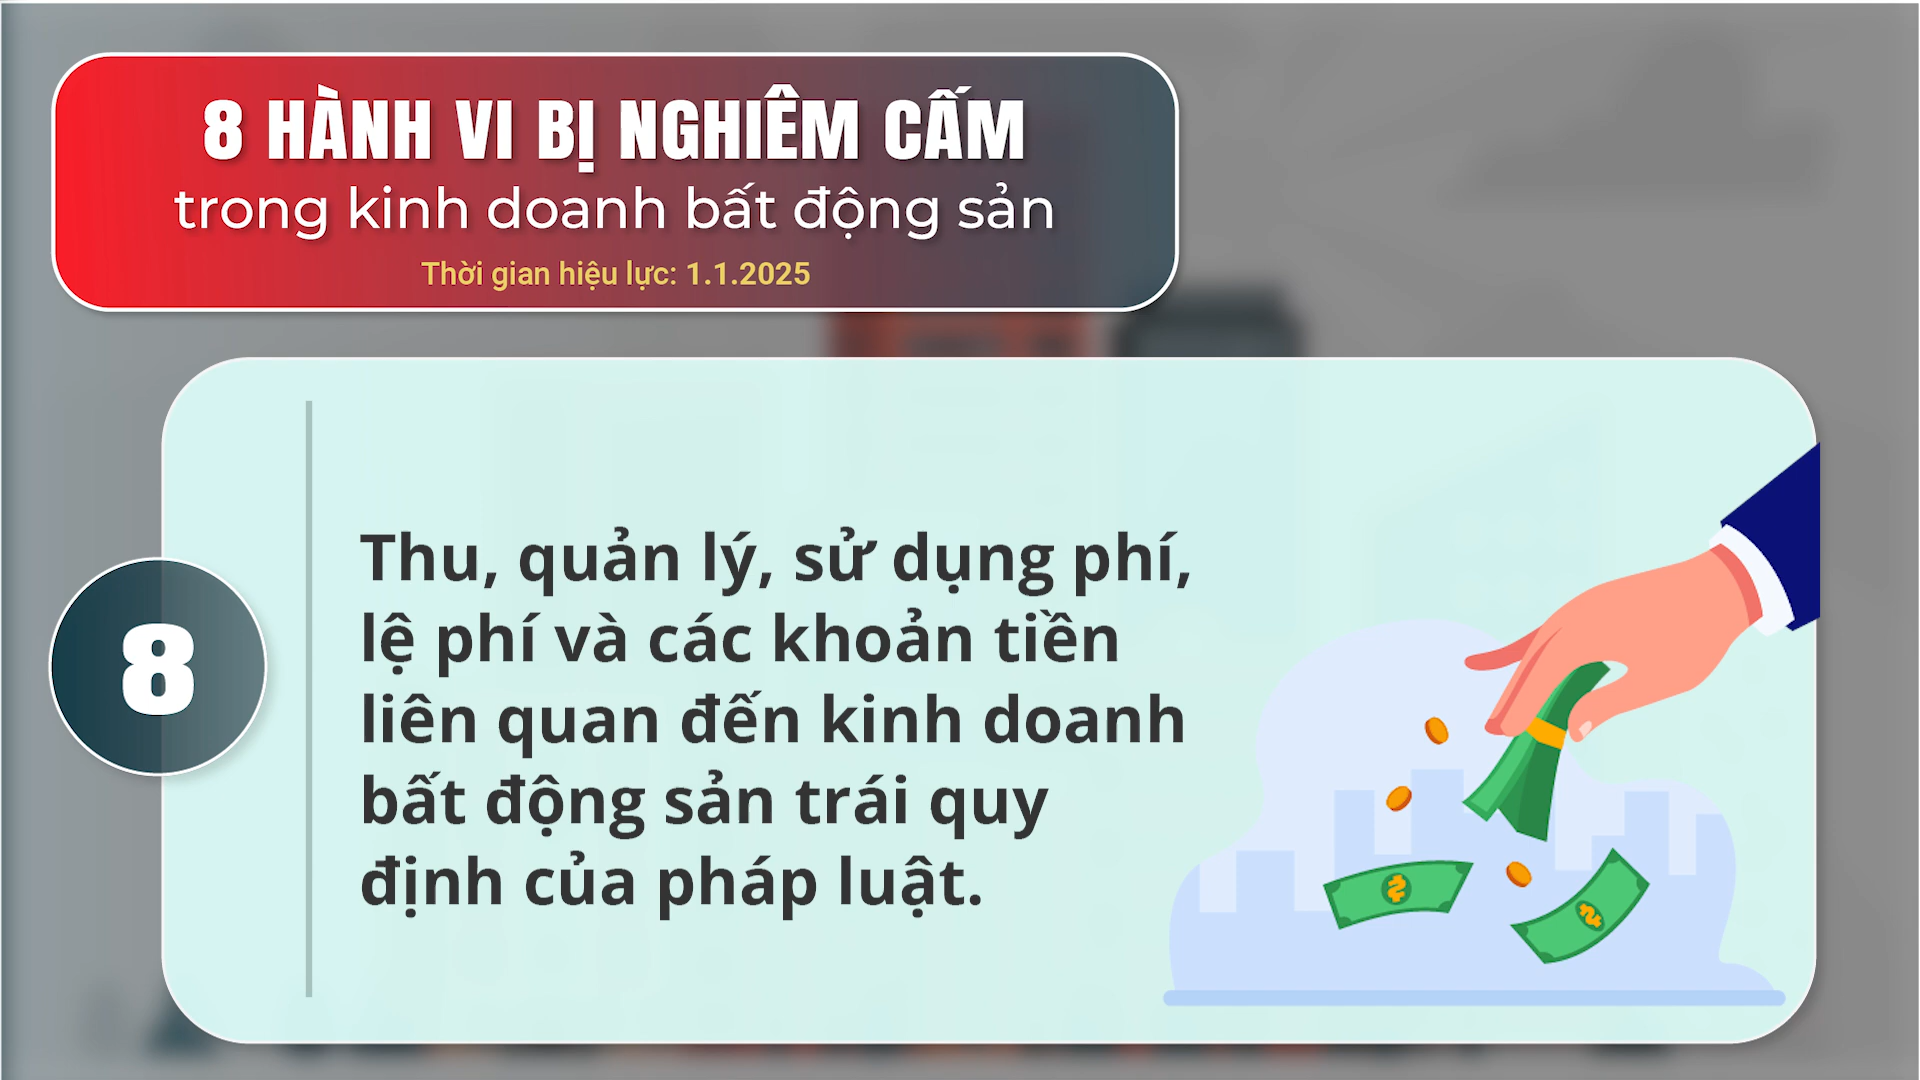 8 HÀNH VI BỊ NGHIÊM CẤM
trong kinh doanh bất động sản
Thời gian hiệu lực: 1.1.2025
8
Thu, quản lý, sử dụng phí,
lệ phí và các khoản tiền
liên quan đến kinh doanh
bất động sản trái quy
định của pháp luật.